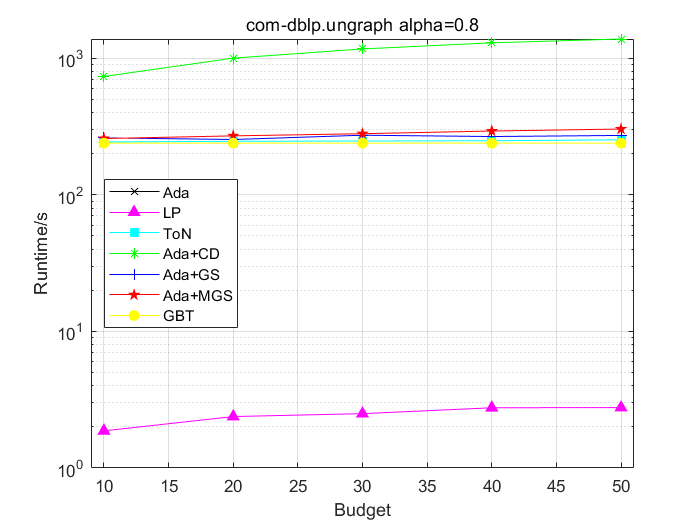 com-dblp.ungraph alpha=0.8
10^3
10^2
10^1
10^0
Runtime/s
Ada
LP
ToN
Ada+CD
Ada+GS
Ada+MGS
GBT
10 15 20 25 30 35 40 45 50
Budget